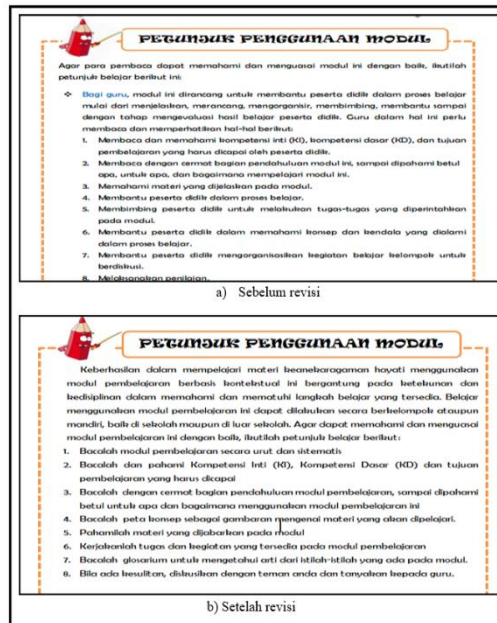 PETUNJUK PENGGUNAAN MODUL
Agar para pembaca dapat memahami dan menguasai modul ini dengan baik, ikutilah
petunjuk belajar berikut ini:
❖ Bagi guru, modul ini dirancang untuk membantu peserta didik dalam proses belajar
mulai dari menjelaskan, merancang, mengorganisir, membimbing, membantu sampai
dengan tahap mengevaluasi hasil belajar peserta didik. Guru dalam hal ini perlu
membaca dan memperhatikan hal-hal berikut:
1. Membaca dan memahami kompetensi inti (KI), kompetensi dasar (KD), dan tujuan
pembelajaran yang harus dicapai oleh peserta didik.
2. Membaca dengan cermat bagian pendahuluan modul ini, sampai dipahami betul
apa, untuk apa, dan bagaimana mempelajari modul ini.
3. Memahami materi yang dijelaskan pada modul.
4. Membantu peserta didik dalam proses belajar.
5. Membimbing peserta didik untuk melakukan tugas-tugas yang diperintahkan
pada modul.
6. Membantu peserta didik dalam memahami konsep dan kendala yang dialami
dalam proses belajar.
7. Membantu peserta didik mengorganisasikan kegiatan belajar kelompok untuk
berdiskusi.
8. Melaksanakan penilaian.
a) Sebelum revisi
PETUNJUK PENGGUNAAN MODUL
Keberhasilan dalam mempelajari materi keanekaragaman hayati menggunakan
modul pembelajaran berbasis kontekstual ini bergantung pada ketekunan dan
kedisiplinan dalam memahami dan mematuhi langkah belajar yang tersedia. Belajar
menggunakan modul pembelajaran ini dapat dilakukan secara berkelompok ataupun
mandiri, baik di sekolah maupun di luar sekolah. Agar dapat memahami dan menguasai
modul pembelajaran ini dengan baik, ikutilah petunjuk belajar berikut:
1. Bacalah modul pembelajaran secara urut dan sistematis
2. Bacalah dan pahami Kompetensi Inti (KI), Kompetensi Dasar (KD) dan tujuan
pembelajaran yang harus dicapai
3. Bacalah dengan cermat bagian pendahuluan modul pembelajaran, sampai dipahami
betul untuk apa dan bagaimana menggunakan modul pembelajaran ini
4. Bacalah peta konsep sebagai gambaran mengenai materi yang akan dipelajari.
5. Pahamilah materi yang dijabarkan pada modul
6. Kerjakanlah tugas dan kegiatan yang tersedia pada modul pembelajaran
7. Bacalah glosarium untuk mengetahui arti dari istilah-istilah yang ada pada modul.
8. Bila ada kesulitan, diskusikan dengan teman anda dan tanyakan kepada guru.
b) Setelah revisi